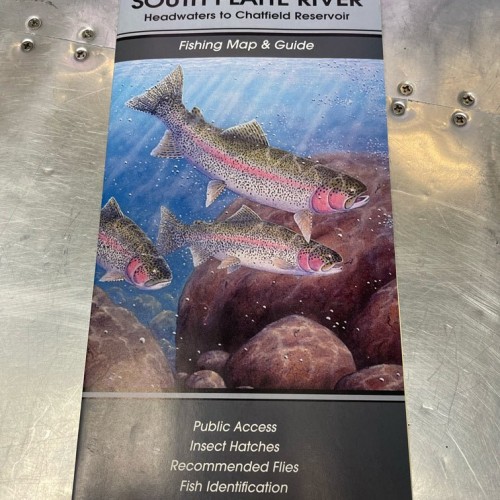 SOUTH PLATTE RIVER
Headwaters to Chatfield Reservoir
Fishing Map & Guide
Public Access
Insect Hatches
Recommended Flies
Fish Identification